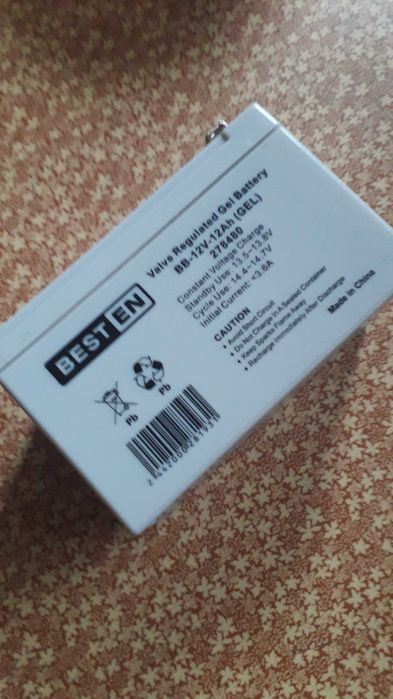 BESTEN
Valve Regulated Gel Battery
BB-12V-12Ah (GEL)
278480
Constant Voltage Charge
Standby Use: 13.5~13.8V
Cycle Use: 14.4~14.7V
Initial Current: <3.6A
CAUTION
• Avoid Short Circuit
• Do Not Charge In A Sealed Container
• Keep Sparks Flame Away
• Recharge Immediately After Discharge
Made in China
Pb
Pb